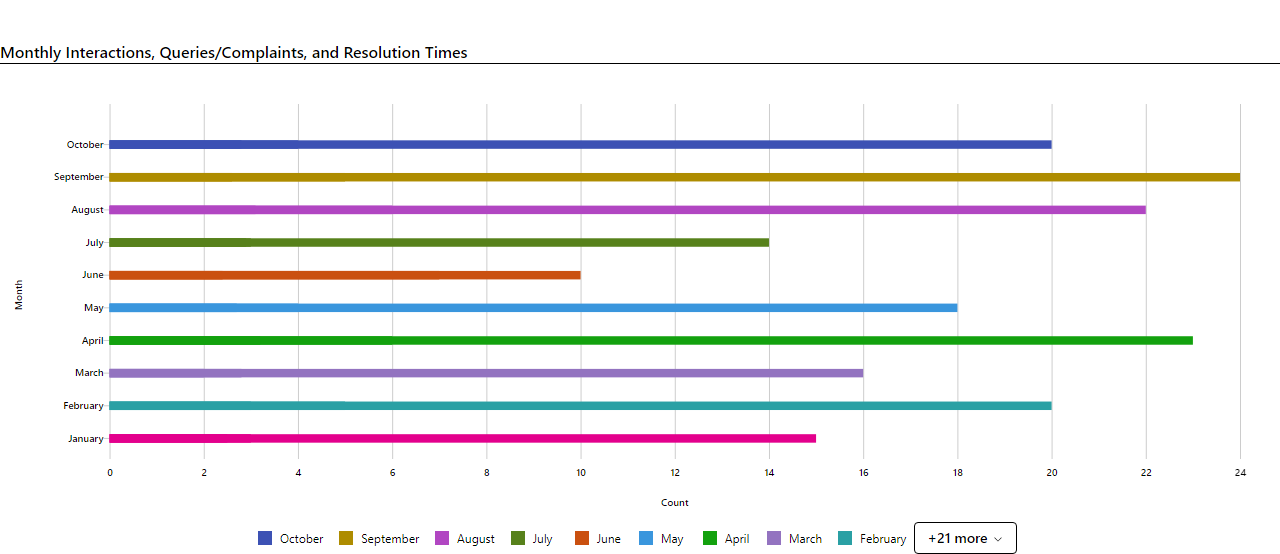 Monthly Interactions, Queries/Complaints, and Resolution Times
October
September
August
July
June
May
April
March
February
January
Month
0 2 4 6 8 10 12 14 16 18 20 22 24
Count
October September August July June May April March February +21 more